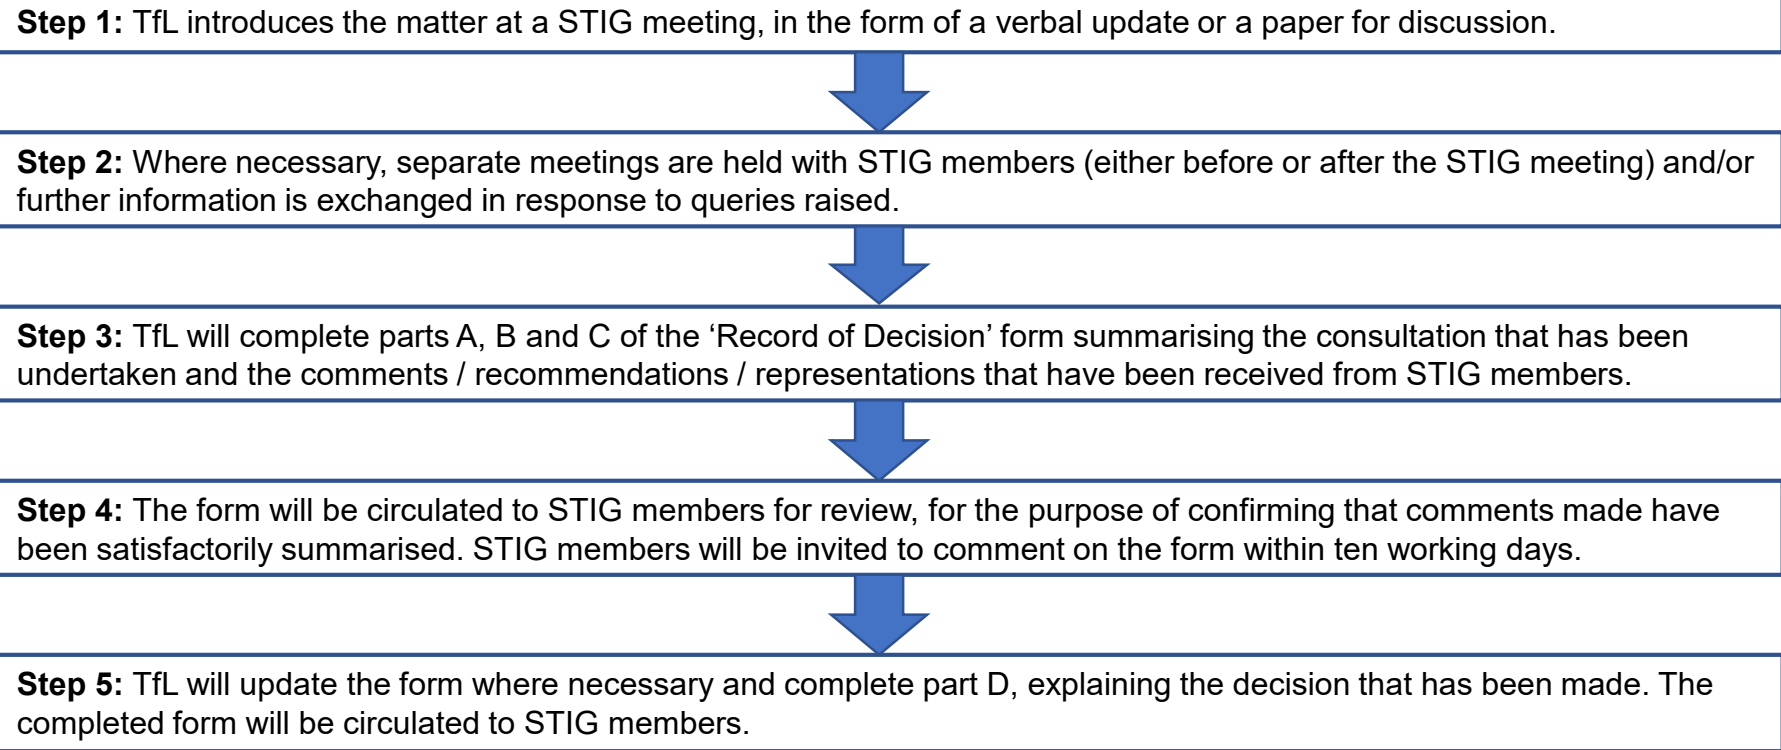 Step 1: TfL introduces the matter at a STIG meeting, in the form of a verbal update or a paper for discussion.
Step 2: Where necessary, separate meetings are held with STIG members (either before or after the STIG meeting) and/or
further information is exchanged in response to queries raised.
Step 3: TfL will complete parts A, B and C of the ‘Record of Decision’ form summarising the consultation that has been
undertaken and the comments / recommendations / representations that have been received from STIG members.
Step 4: The form will be circulated to STIG members for review, for the purpose of confirming that comments made have
been satisfactorily summarised. STIG members will be invited to comment on the form within ten working days.
Step 5: TfL will update the form where necessary and complete part D, explaining the decision that has been made. The
completed form will be circulated to STIG members.